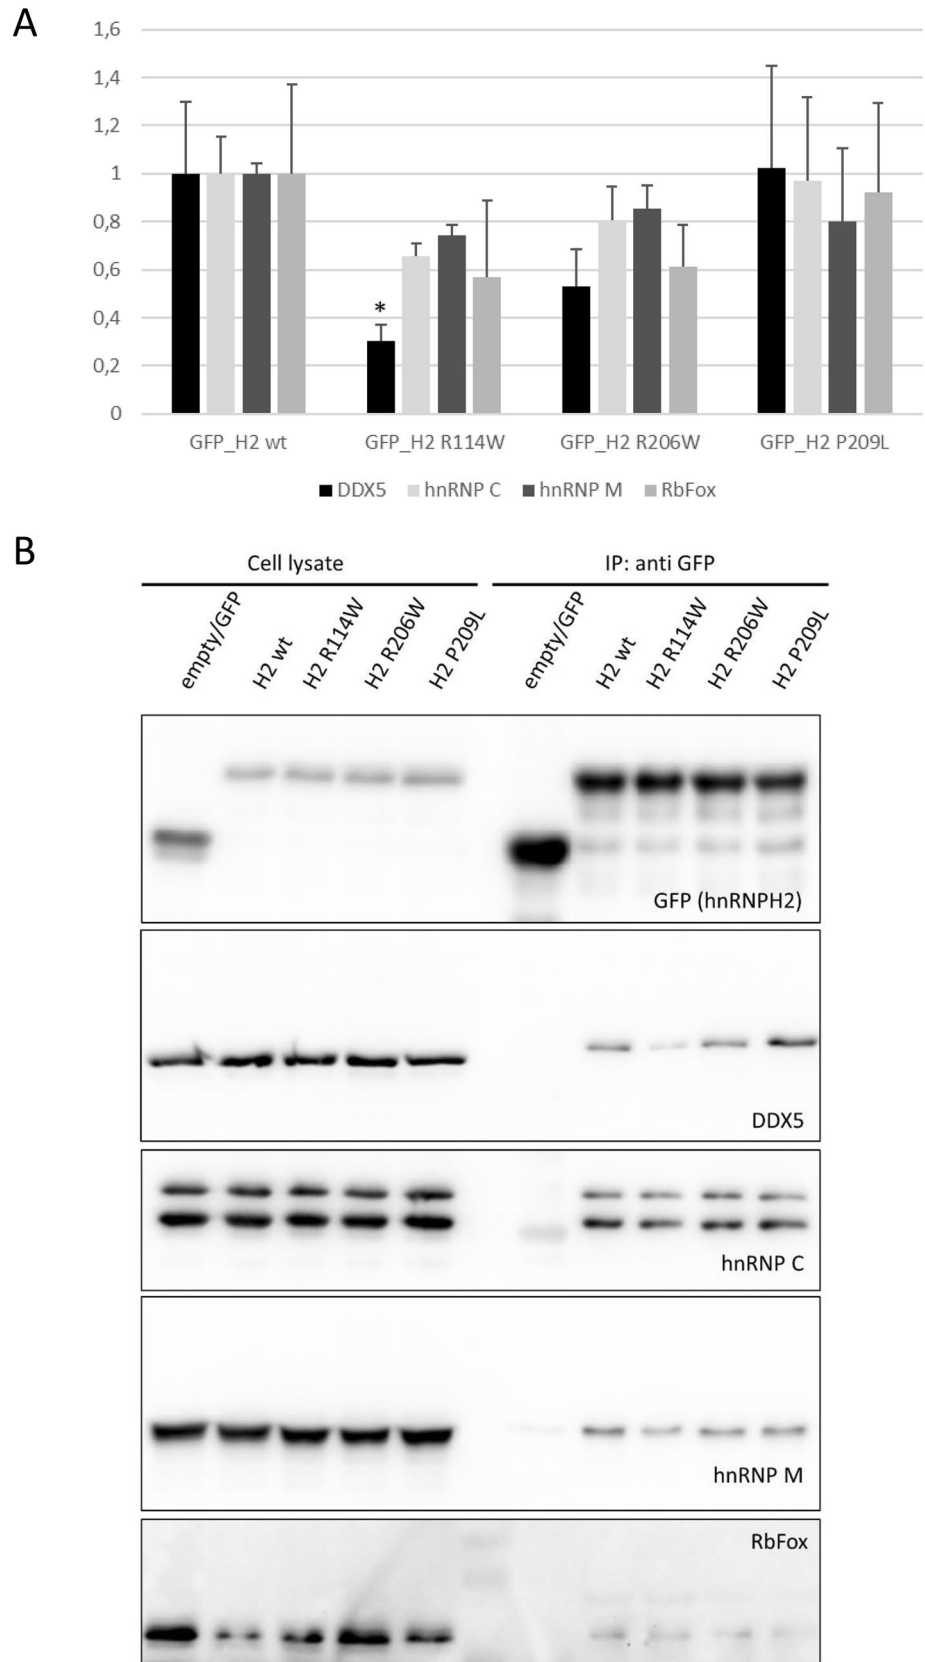 A
1,6
1,4
1,2
1
0,8
0,6
0,4
0,2
0
*
GFP_H2 wt GFP_H2 R114W GFP_H2 R206W GFP_H2 P209L
DDX5 hnRNP C hnRNP M RbFox
B
Cell lysate IP: anti GFP
empty/GFP H2 wt H2 R114W H2 R206W H2 P209L empty/GFP H2 wt H2 R114W H2 R206W H2 P209L
GFP (hnRNPH2)
DDX5
hnRNP C
hnRNP M
RbFox